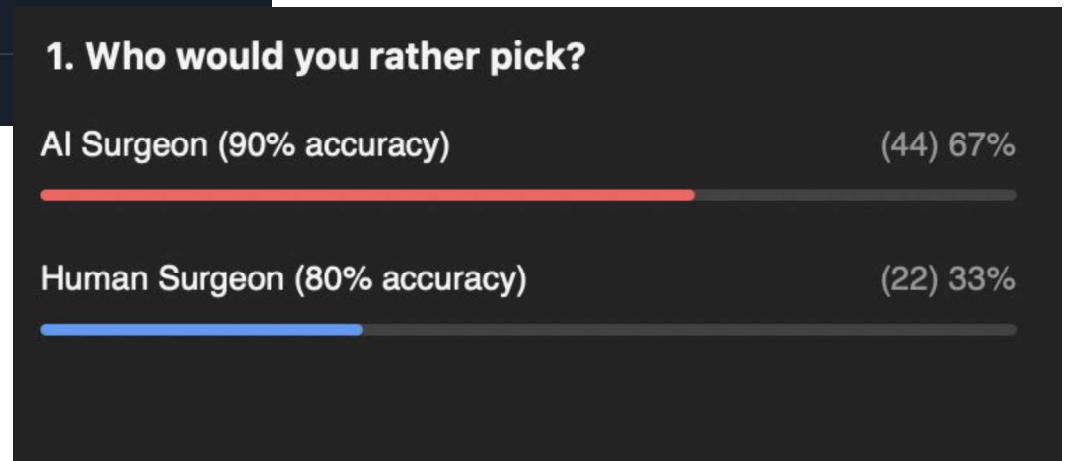 1. Who would you rather pick?
AI Surgeon (90% accuracy) (44) 67%
Human Surgeon (80% accuracy) (22) 33%